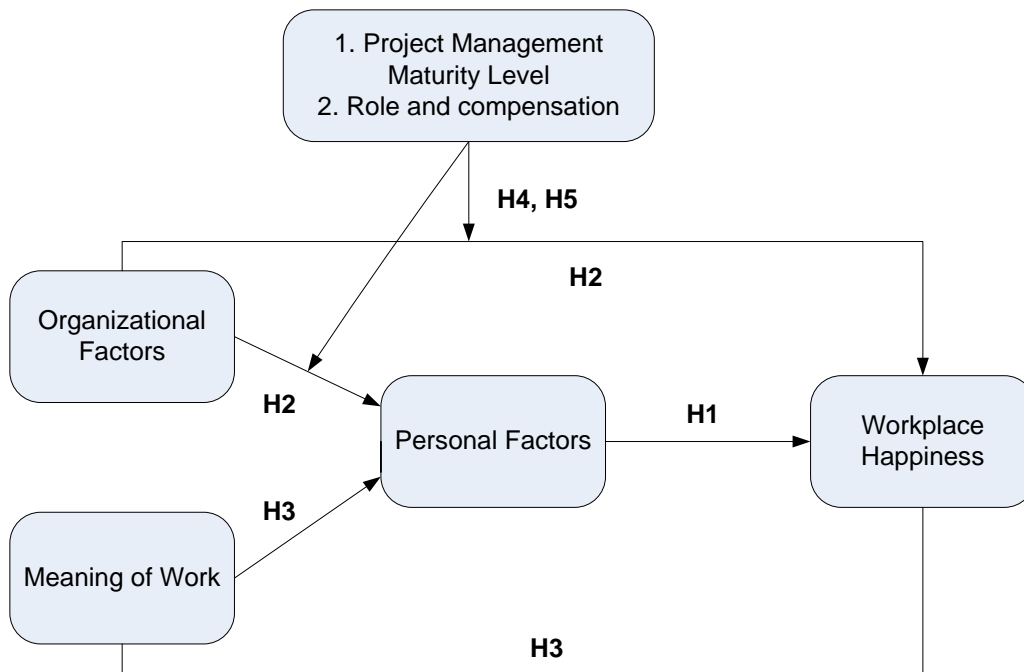 1. Project Management
Maturity Level
2. Role and compensation
H4, H5
H2
Organizational
Factors
H2
Personal Factors
H1
Workplace
Happiness
H3
Meaning of Work
H3